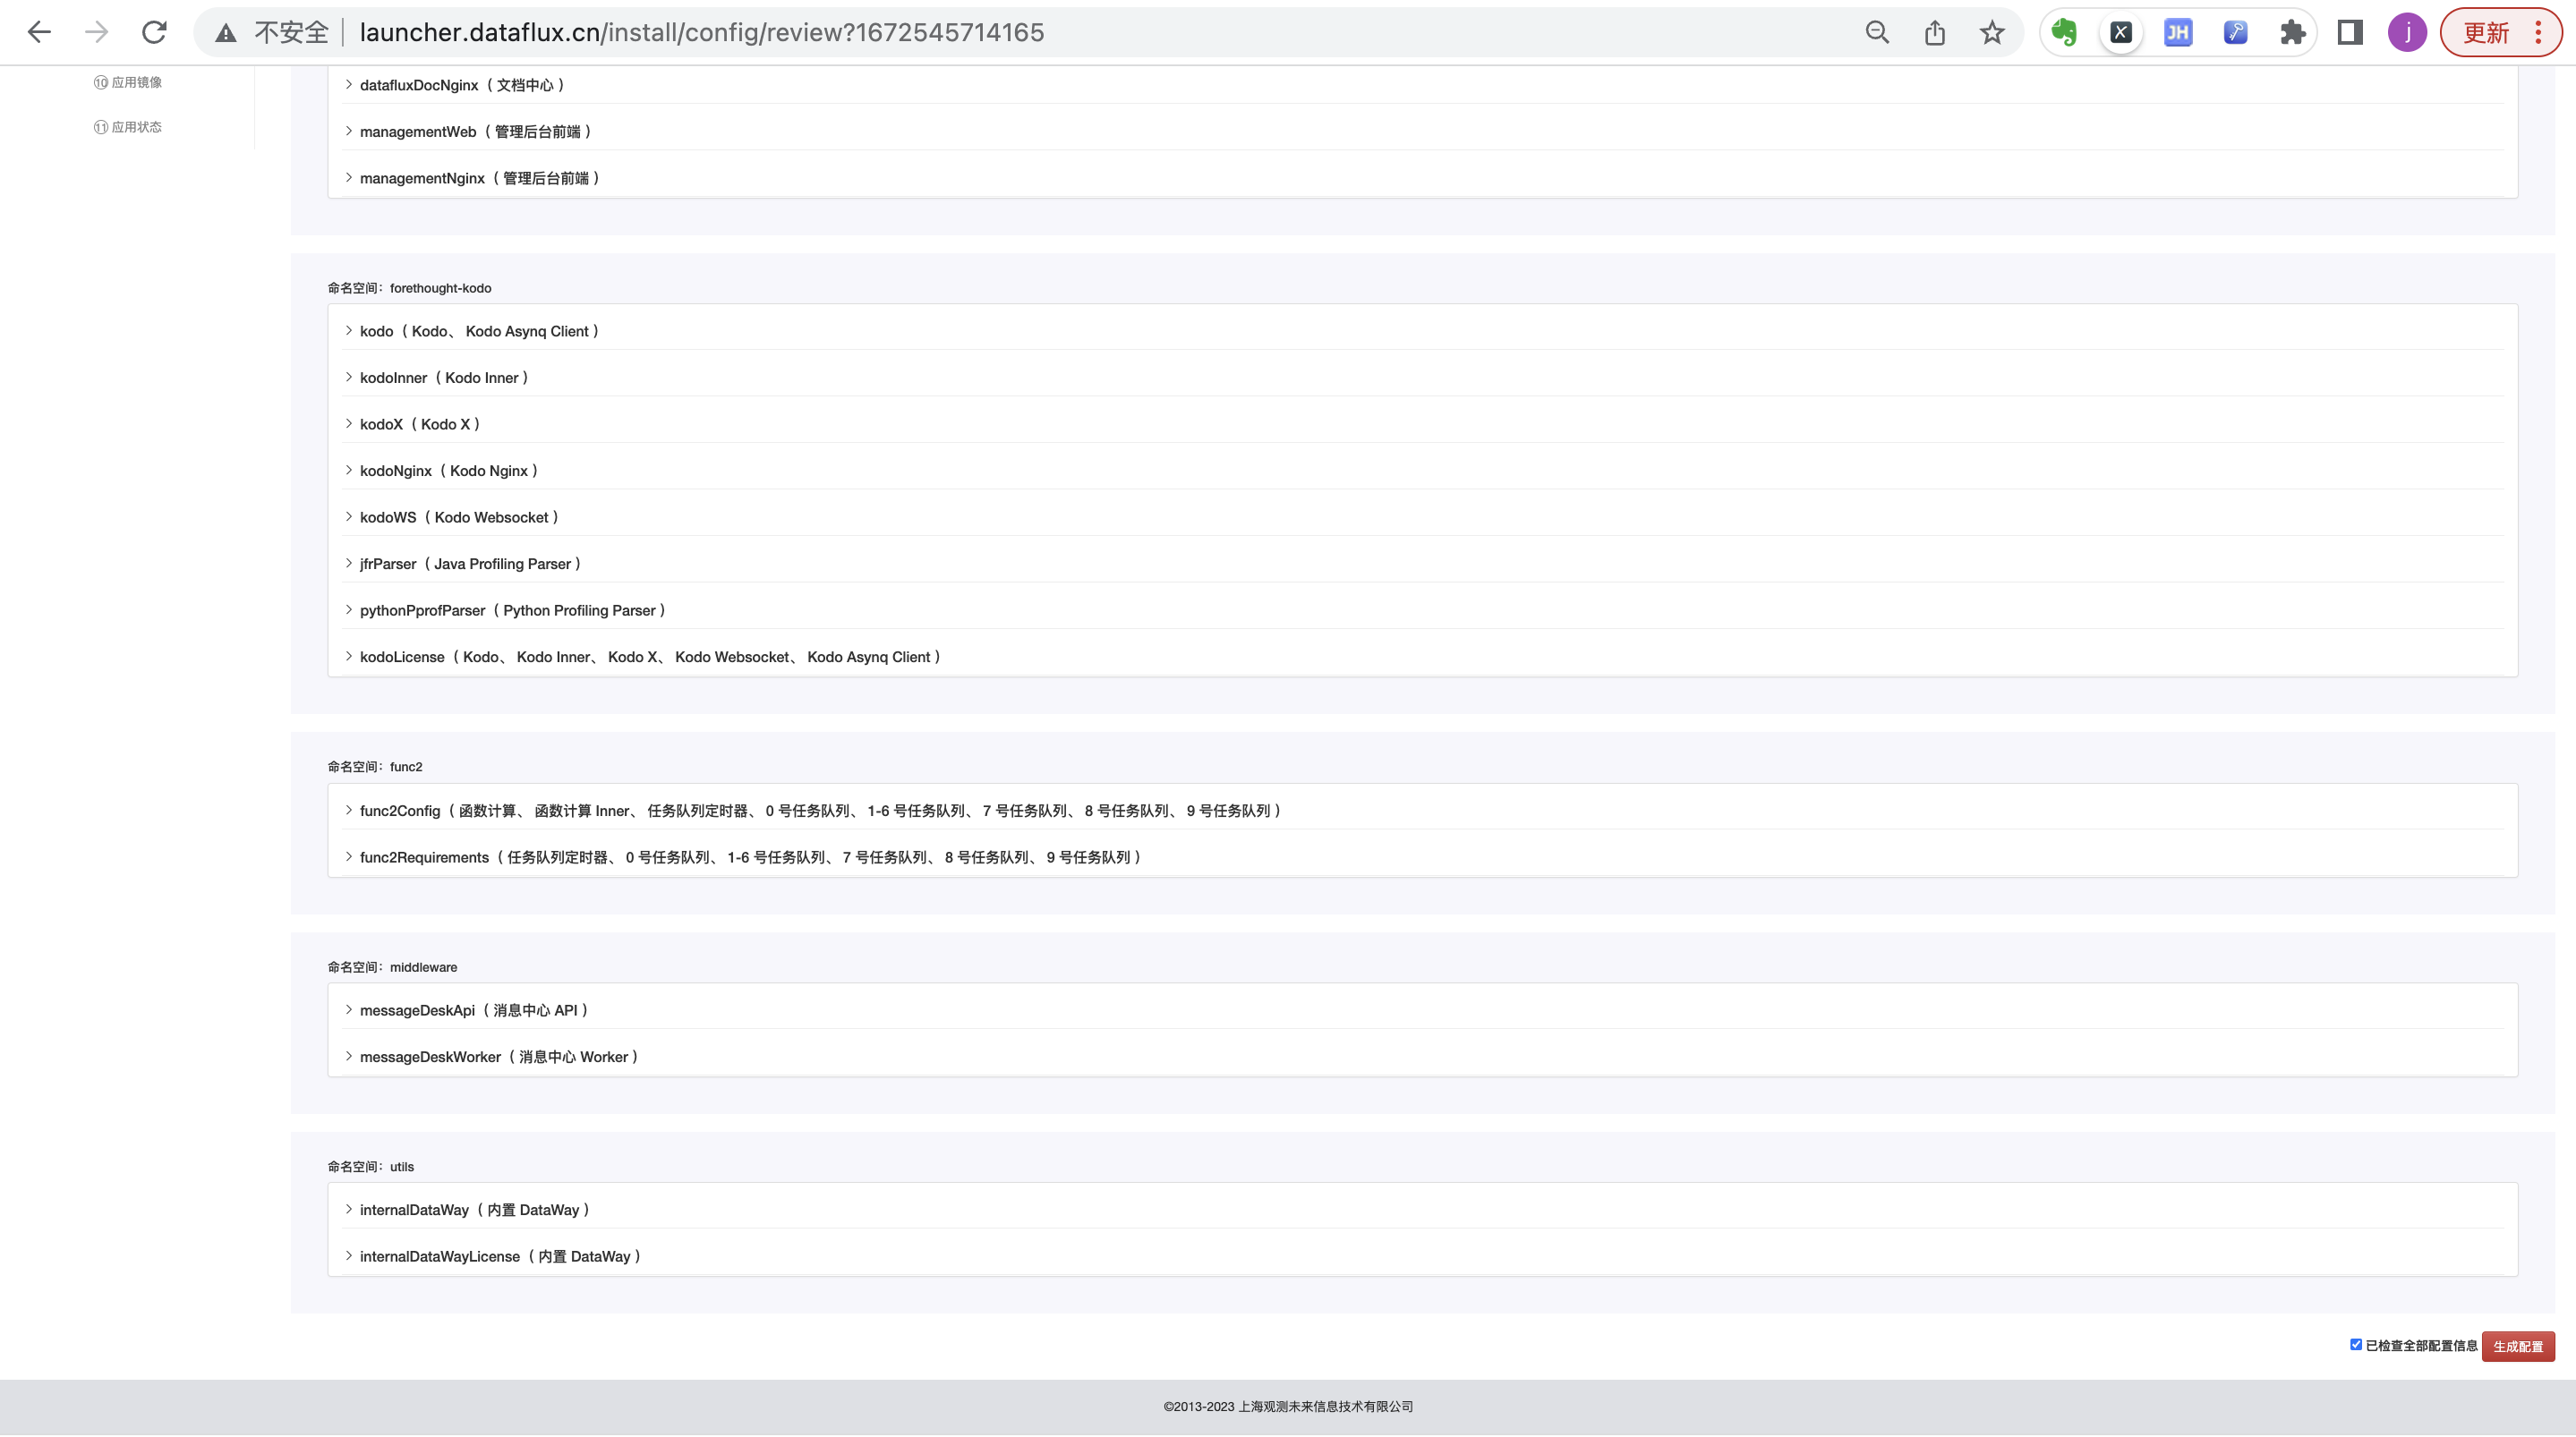 不安全 launcher.dataflux.cn/install/config/review?1672545714165 JH j 更新
⑩ 应用镜像
⑪ 应用状态
datafluxDocNginx（ 文档中心 ）
managementWeb（ 管理后台前端 ）
managementNginx（ 管理后台前端 ）
命名空间：forethought-kodo
kodo（ Kodo、 Kodo Asynq Client ）
kodoInner（ Kodo Inner ）
kodoX（ Kodo X ）
kodoNginx（ Kodo Nginx ）
kodoWS（ Kodo Websocket ）
jfrParser（ Java Profiling Parser ）
pythonPprofParser（ Python Profiling Parser ）
kodoLicense（ Kodo、 Kodo Inner、 Kodo X、 Kodo Websocket、 Kodo Asynq Client ）
命名空间：func2
func2Config（ 函数计算、 函数计算 Inner、 任务队列定时器、 0 号任务队列、 1-6 号任务队列、 7 号任务队列、 8 号任务队列、 9 号任务队列 ）
func2Requirements（ 任务队列定时器、 0 号任务队列、 1-6 号任务队列、 7 号任务队列、 8 号任务队列、 9 号任务队列 ）
命名空间：middleware
messageDeskApi（ 消息中心 API ）
messageDeskWorker（ 消息中心 Worker ）
命名空间：utils
internalDataWay（ 内置 DataWay ）
internalDataWayLicense（ 内置 DataWay ）
已检查全部配置信息 生成配置
©2013-2023 上海观测未来信息技术有限公司